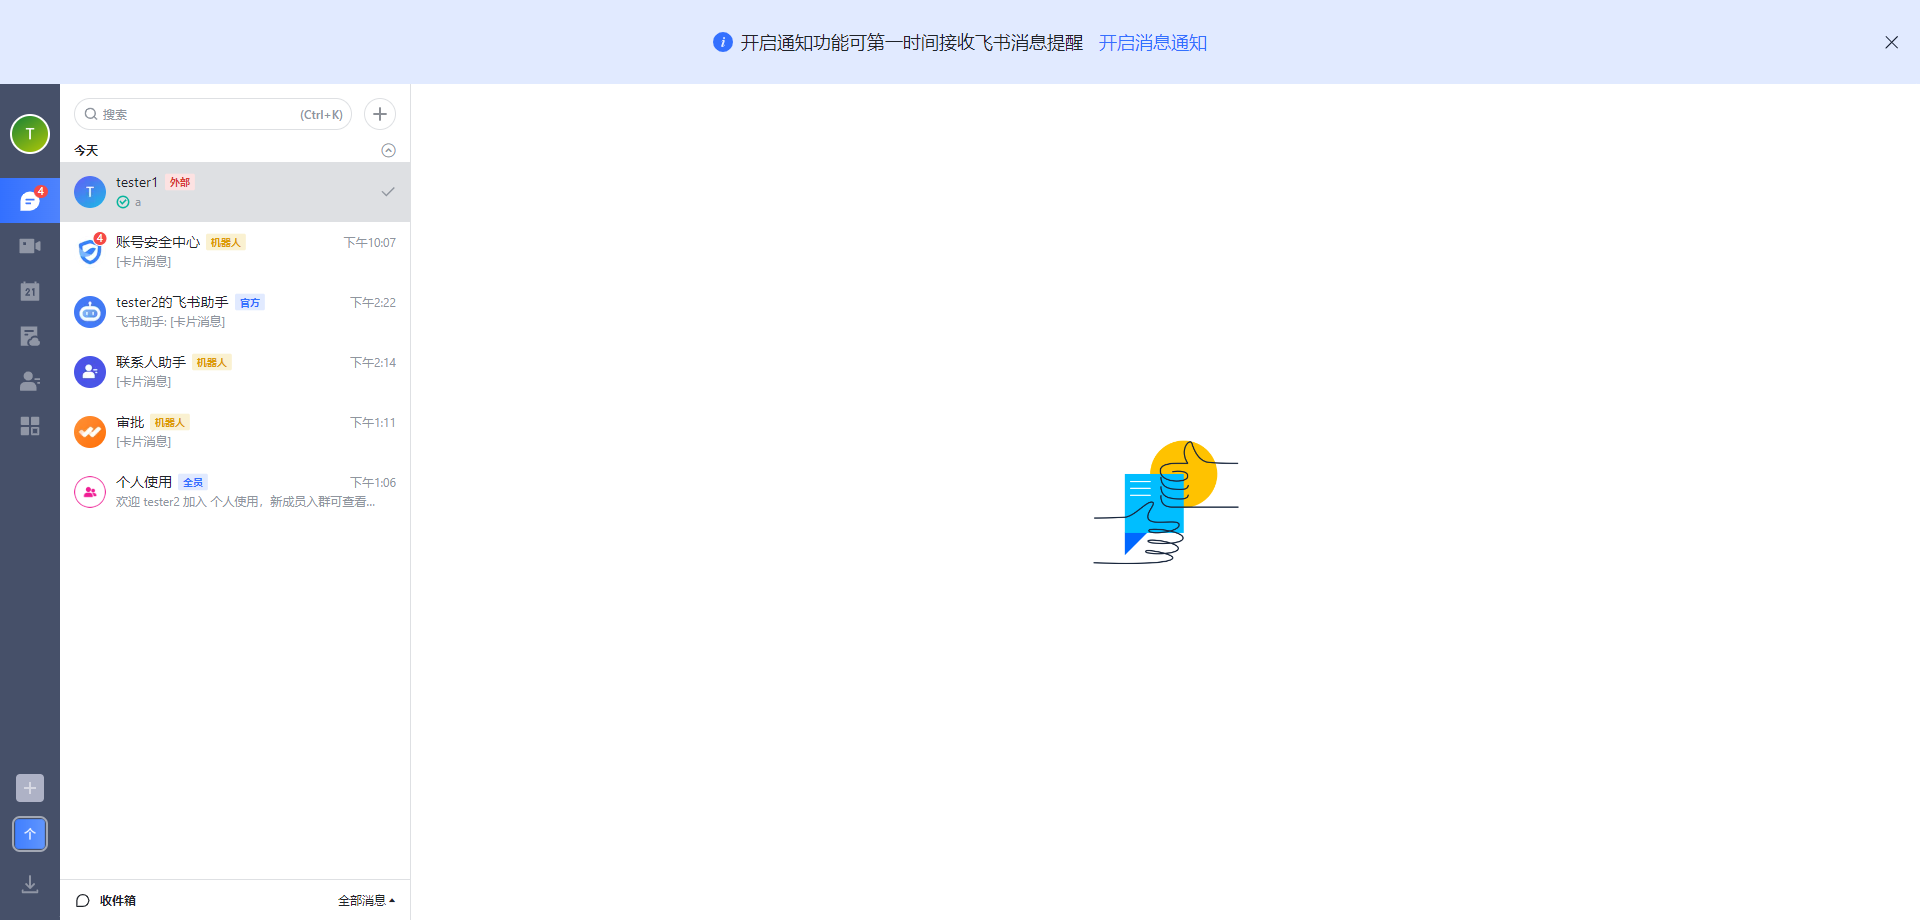 开启通知功能可第一时间接收飞书消息提醒 开启消息通知
T
搜索 (Ctrl+K)
今天
4
T
tester1 外部
a
4
账号安全中心 机器人 下午10:07
[卡片消息]
21
tester2的飞书助手 官方 下午2:22
飞书助手: [卡片消息]
联系人助手 机器人 下午2:14
[卡片消息]
审批 机器人 下午1:11
[卡片消息]
个人使用 全员 下午1:06
欢迎 tester2 加入 个人使用，新成员入群可查看...
个
收件箱 全部消息